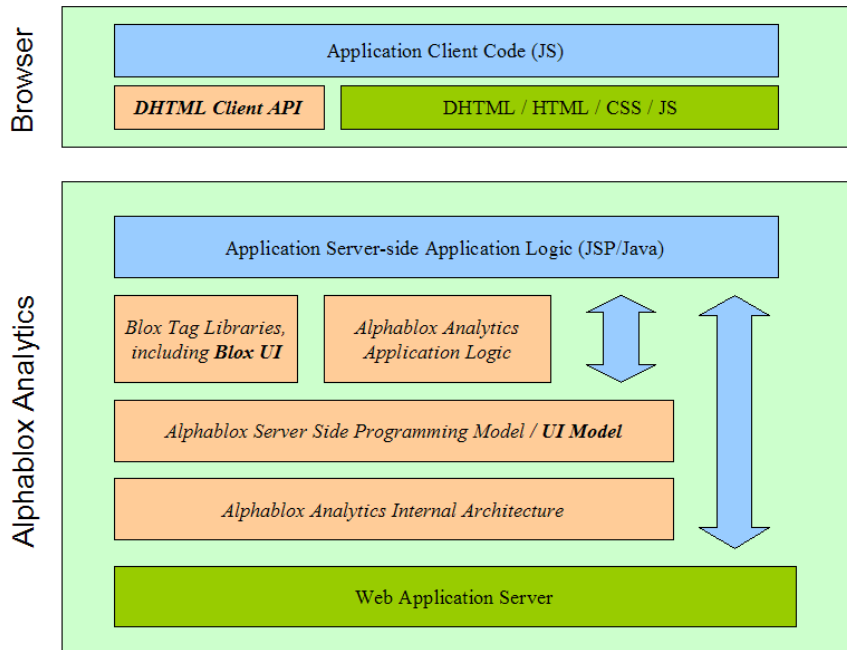 Browser
Application Client Code (JS)
DHTML Client API
DHTML / HTML / CSS / JS
Alphablox Analytics
Application Server-side Application Logic (JSP/Java)
Blox Tag Libraries,
including Blox UI
Alphablox Analytics
Application Logic
Alphablox Server Side Programming Model / UI Model
Alphablox Analytics Internal Architecture
Web Application Server